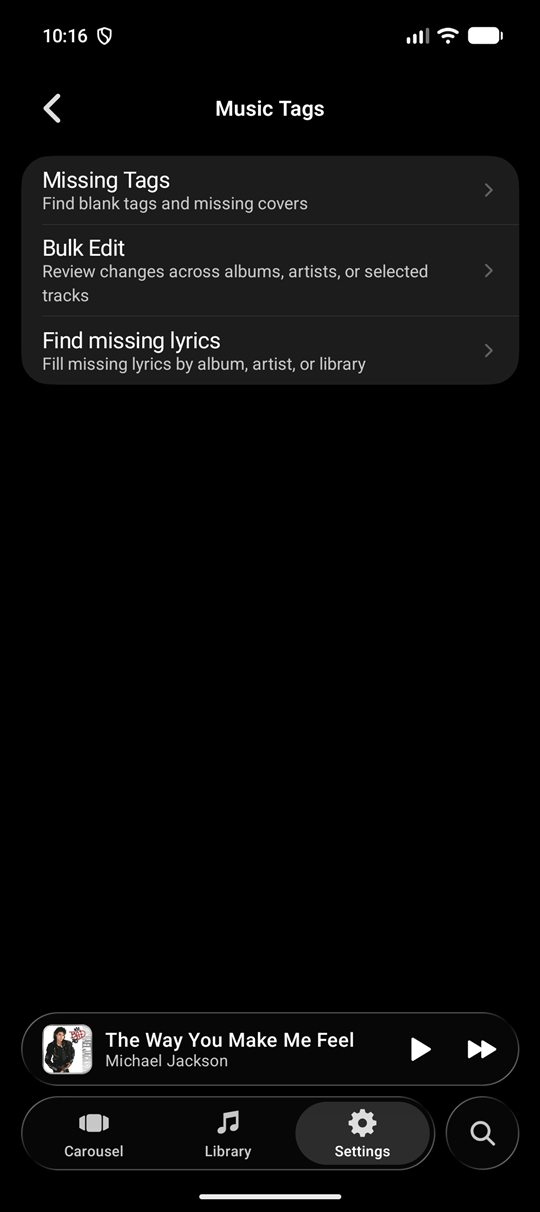 10:16
Music Tags
Missing Tags
Find blank tags and missing covers
Bulk Edit
Review changes across albums, artists, or selected
tracks
Find missing lyrics
Fill missing lyrics by album, artist, or library
The Way You Make Me Feel
Michael Jackson
Carousel
Library
Settings